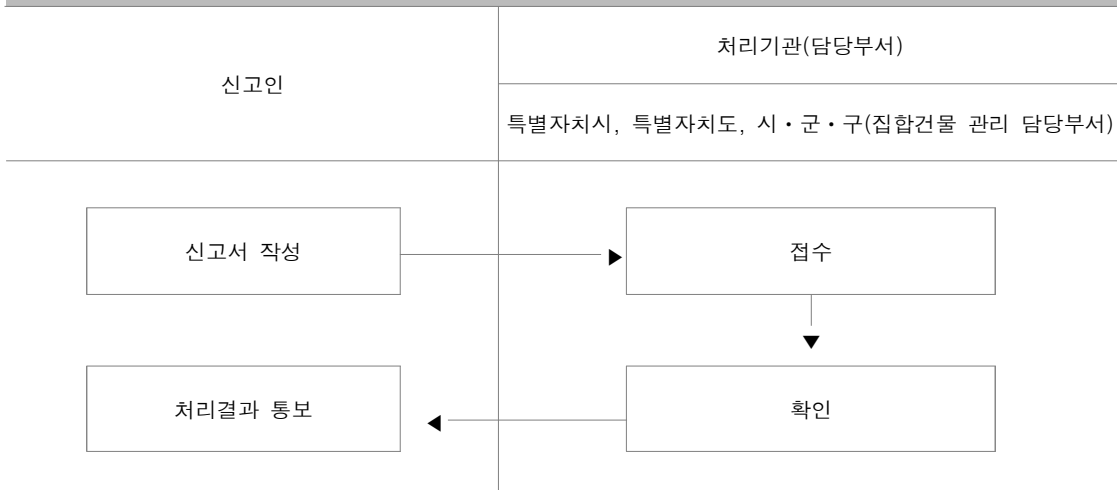 신고인
처리기관(담당부서)
특별자치시, 특별자치도, 시・군・구(집합건물 관리 담당부서)
신고서 작성
접수
처리결과 통보
확인